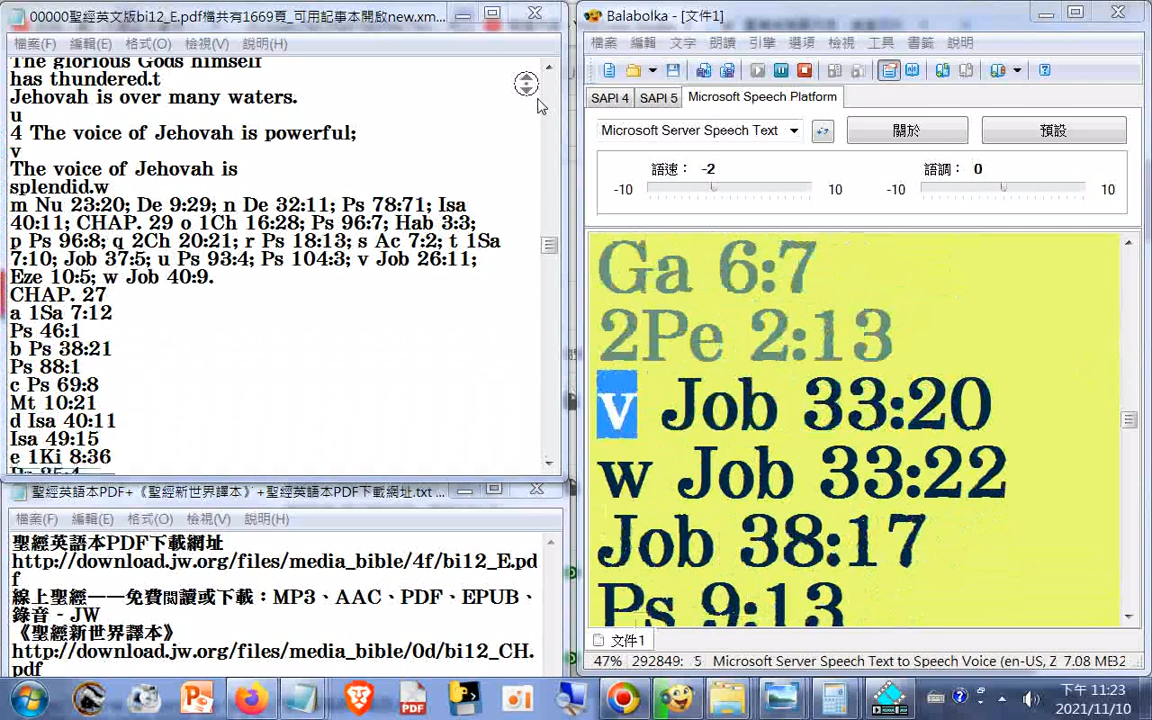 00000聖經英文版bi12_E.pdf檔共有1669頁_可用記事本開啟new.xm...
檔案(F) 編輯(E) 格式(O) 檢視(V) 說明(H)
The glorious Gods himself
has thundered.t
Jehovah is over many waters.
u
4 The voice of Jehovah is powerful;
v
The voice of Jehovah is
splendid.w
m Nu 23:20; De 9:29; n De 32:11; Ps 78:71; Isa
40:11; CHAP. 29 o 1Ch 16:28; Ps 96:7; Hab 3:3;
p Ps 96:8; q 2Ch 20:21; r Ps 18:13; s Ac 7:2; t 1Sa
7:10; Job 37:5; u Ps 93:4; Ps 104:3; v Job 26:11;
Eze 10:5; w Job 40:9.
CHAP. 27
a 1Sa 7:12
Ps 46:1
b Ps 38:21
Ps 88:1
c Ps 69:8
Mt 10:21
d Isa 40:11
Isa 49:15
e 1Ki 8:36
聖經英語本PDF+《聖經新世界譯本》+聖經英語本PDF下載網址.txt ...
檔案(F) 編輯(E) 格式(O) 檢視(V) 說明(H)
聖經英語本PDF下載網址
http://download.jw.org/files/media_bible/4f/bi12_E.pd
f
線上聖經——免費閱讀或下載：MP3、AAC、PDF、EPUB、
錄音 - JW
《聖經新世界譯本》
http://download.jw.org/files/media_bible/0d/bi12_CH.
pdf
Balabolka - [文件1]
檔案 編輯 文字 朗讀 引擎 選項 檢視 工具 書籤 說明
SAPI 4 SAPI 5 Microsoft Speech Platform
Microsoft Server Speech Text 關於 預設
語速： -2 語調： 0
-10 10 -10 10
Ga 6:7
2Pe 2:13
v Job 33:20
w Job 33:22
Job 38:17
Ps 9:13
文件1
47% 292849: 5 Microsoft Server Speech Text to Speech Voice (en-US, Z 7.08 MB2
下午 11:23
2021/11/10